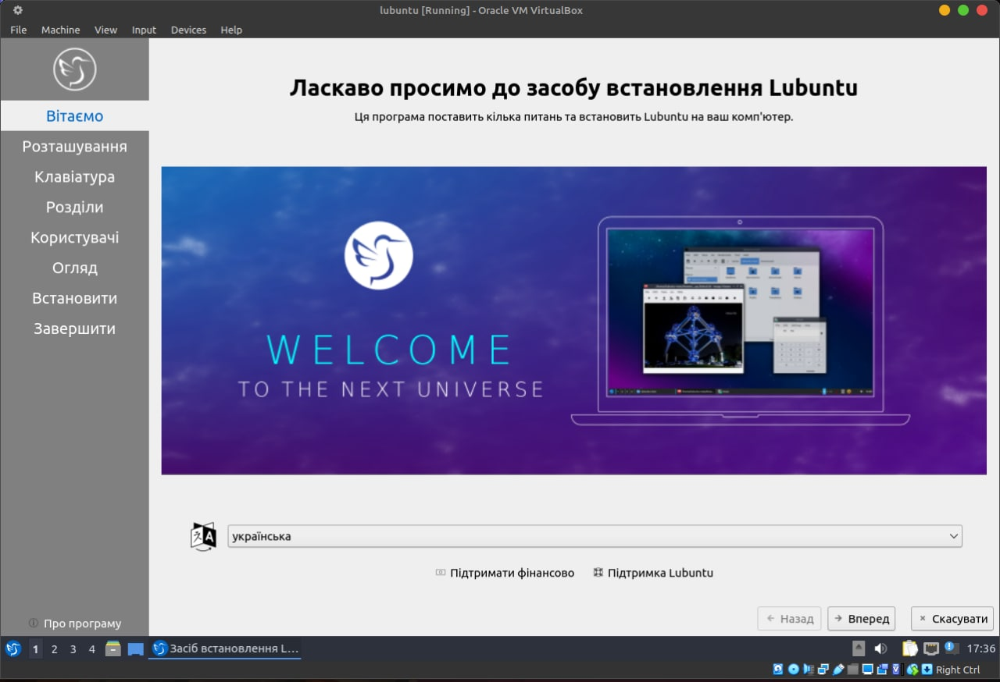 lubuntu [Running] - Oracle VM VirtualBox
File Machine View Input Devices Help
Вітаємо
Розташування
Клавіатура
Розділи
Користувачі
Огляд
Встановити
Завершити
Про програму
Ласкаво просимо до засобу встановлення Lubuntu
Ця програма поставить кілька питань та встановить Lubuntu на ваш комп'ютер.
WELCOME
TO THE NEXT UNIVERSE
українська
Підтримати фінансово Підтримка Lubuntu
Назад Вперед Скасувати
1 2 3 4 Засіб встановлення L... 17:36
Right Ctrl